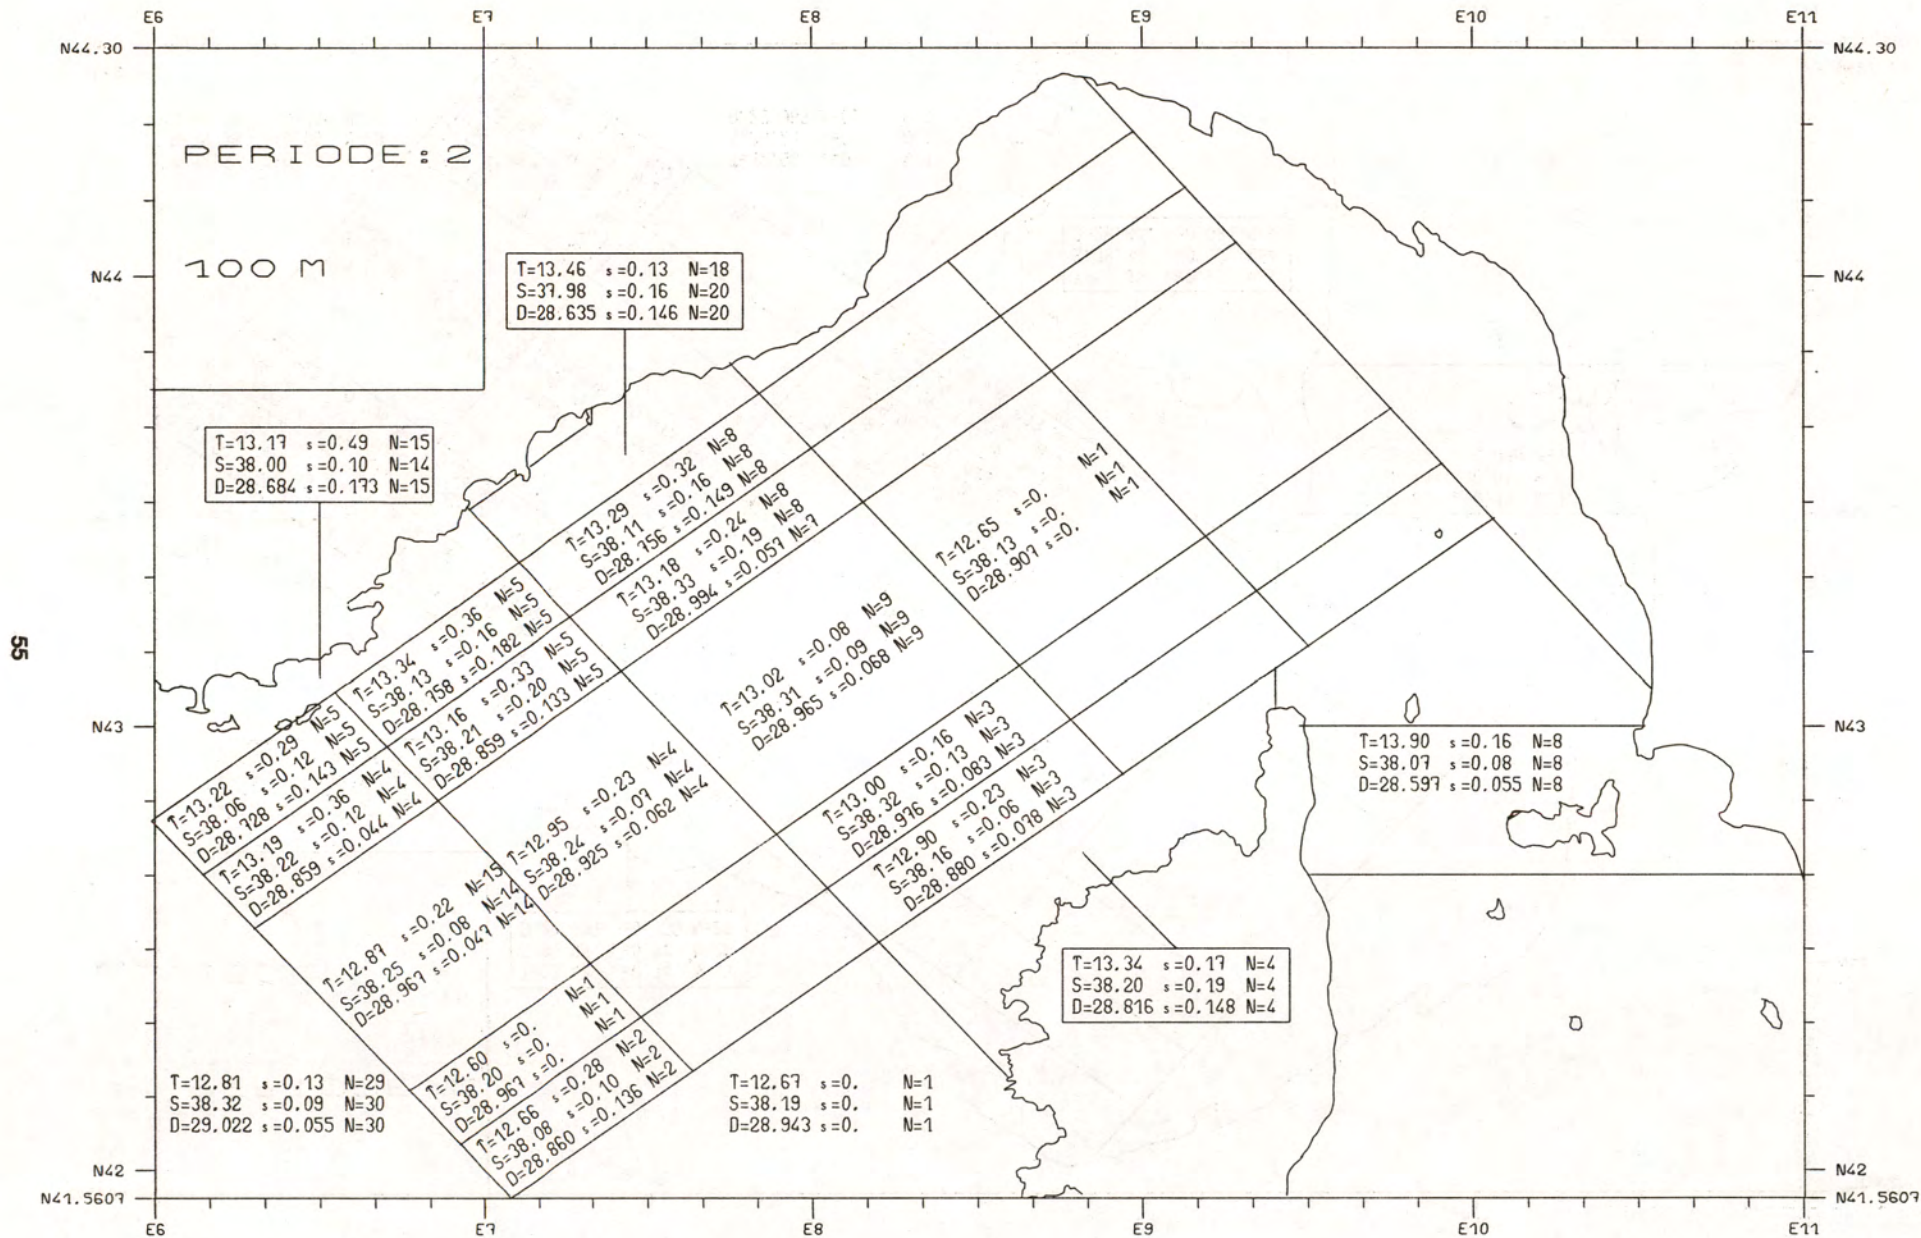 E6 E7 E8 E9 E10 E11
N44.30 N44.30
PERIODE:2
100 M
N44 N44
T=13.46 s=0.13 N=18
S=37.98 s=0.16 N=20
D=28.635 s=0.146 N=20
T=13.17 s=0.49 N=15
S=38.00 s=0.10 N=14
D=28.684 s=0.173 N=15
T=13.29 s=0.32 N=8
S=38.11 s=0.16 N=8
D=28.756 s=0.149 N=8
T=13.18 s=0.24 N=8
S=38.33 s=0.19 N=8
D=28.994 s=0.057 N=7
T=12.65 s=0. N=1
S=38.13 s=0. N=1
D=28.907 s=0. N=1
T=13.34 s=0.36 N=5
S=38.13 s=0.16 N=5
D=28.758 s=0.182 N=5
T=13.16 s=0.33 N=5
S=38.21 s=0.20 N=5
D=28.859 s=0.133 N=5
T=13.02 s=0.08 N=9
S=38.31 s=0.09 N=9
D=28.965 s=0.068 N=9
55
N43 N43
T=13.22 s=0.29 N=5
S=38.06 s=0.12 N=5
D=28.728 s=0.143 N=5
T=13.19 s=0.36 N=4
S=38.22 s=0.12 N=4
D=28.859 s=0.044 N=4
T=12.95 s=0.23 N=4
S=38.24 s=0.07 N=4
D=28.925 s=0.062 N=4
T=13.00 s=0.16 N=3
S=38.32 s=0.13 N=3
D=28.976 s=0.083 N=3
T=12.90 s=0.23 N=3
S=38.16 s=0.06 N=3
D=28.880 s=0.078 N=3
T=13.90 s=0.16 N=8
S=38.07 s=0.08 N=8
D=28.597 s=0.055 N=8
T=12.87 s=0.22 N=15
S=38.25 s=0.08 N=14
D=28.967 s=0.047 N=14
T=13.34 s=0.17 N=4
S=38.20 s=0.19 N=4
D=28.816 s=0.148 N=4
T=12.60 s=0. N=1
S=38.20 s=0. N=1
D=28.967 s=0. N=1
T=12.66 s=0.28 N=2
S=38.08 s=0.10 N=2
D=28.860 s=0.136 N=2
T=12.81 s=0.13 N=29
S=38.32 s=0.09 N=30
D=29.022 s=0.055 N=30
T=12.67 s=0. N=1
S=38.19 s=0. N=1
D=28.943 s=0. N=1
N42 N42
N41.5607 N41.5607
E6 E7 E8 E9 E10 E11